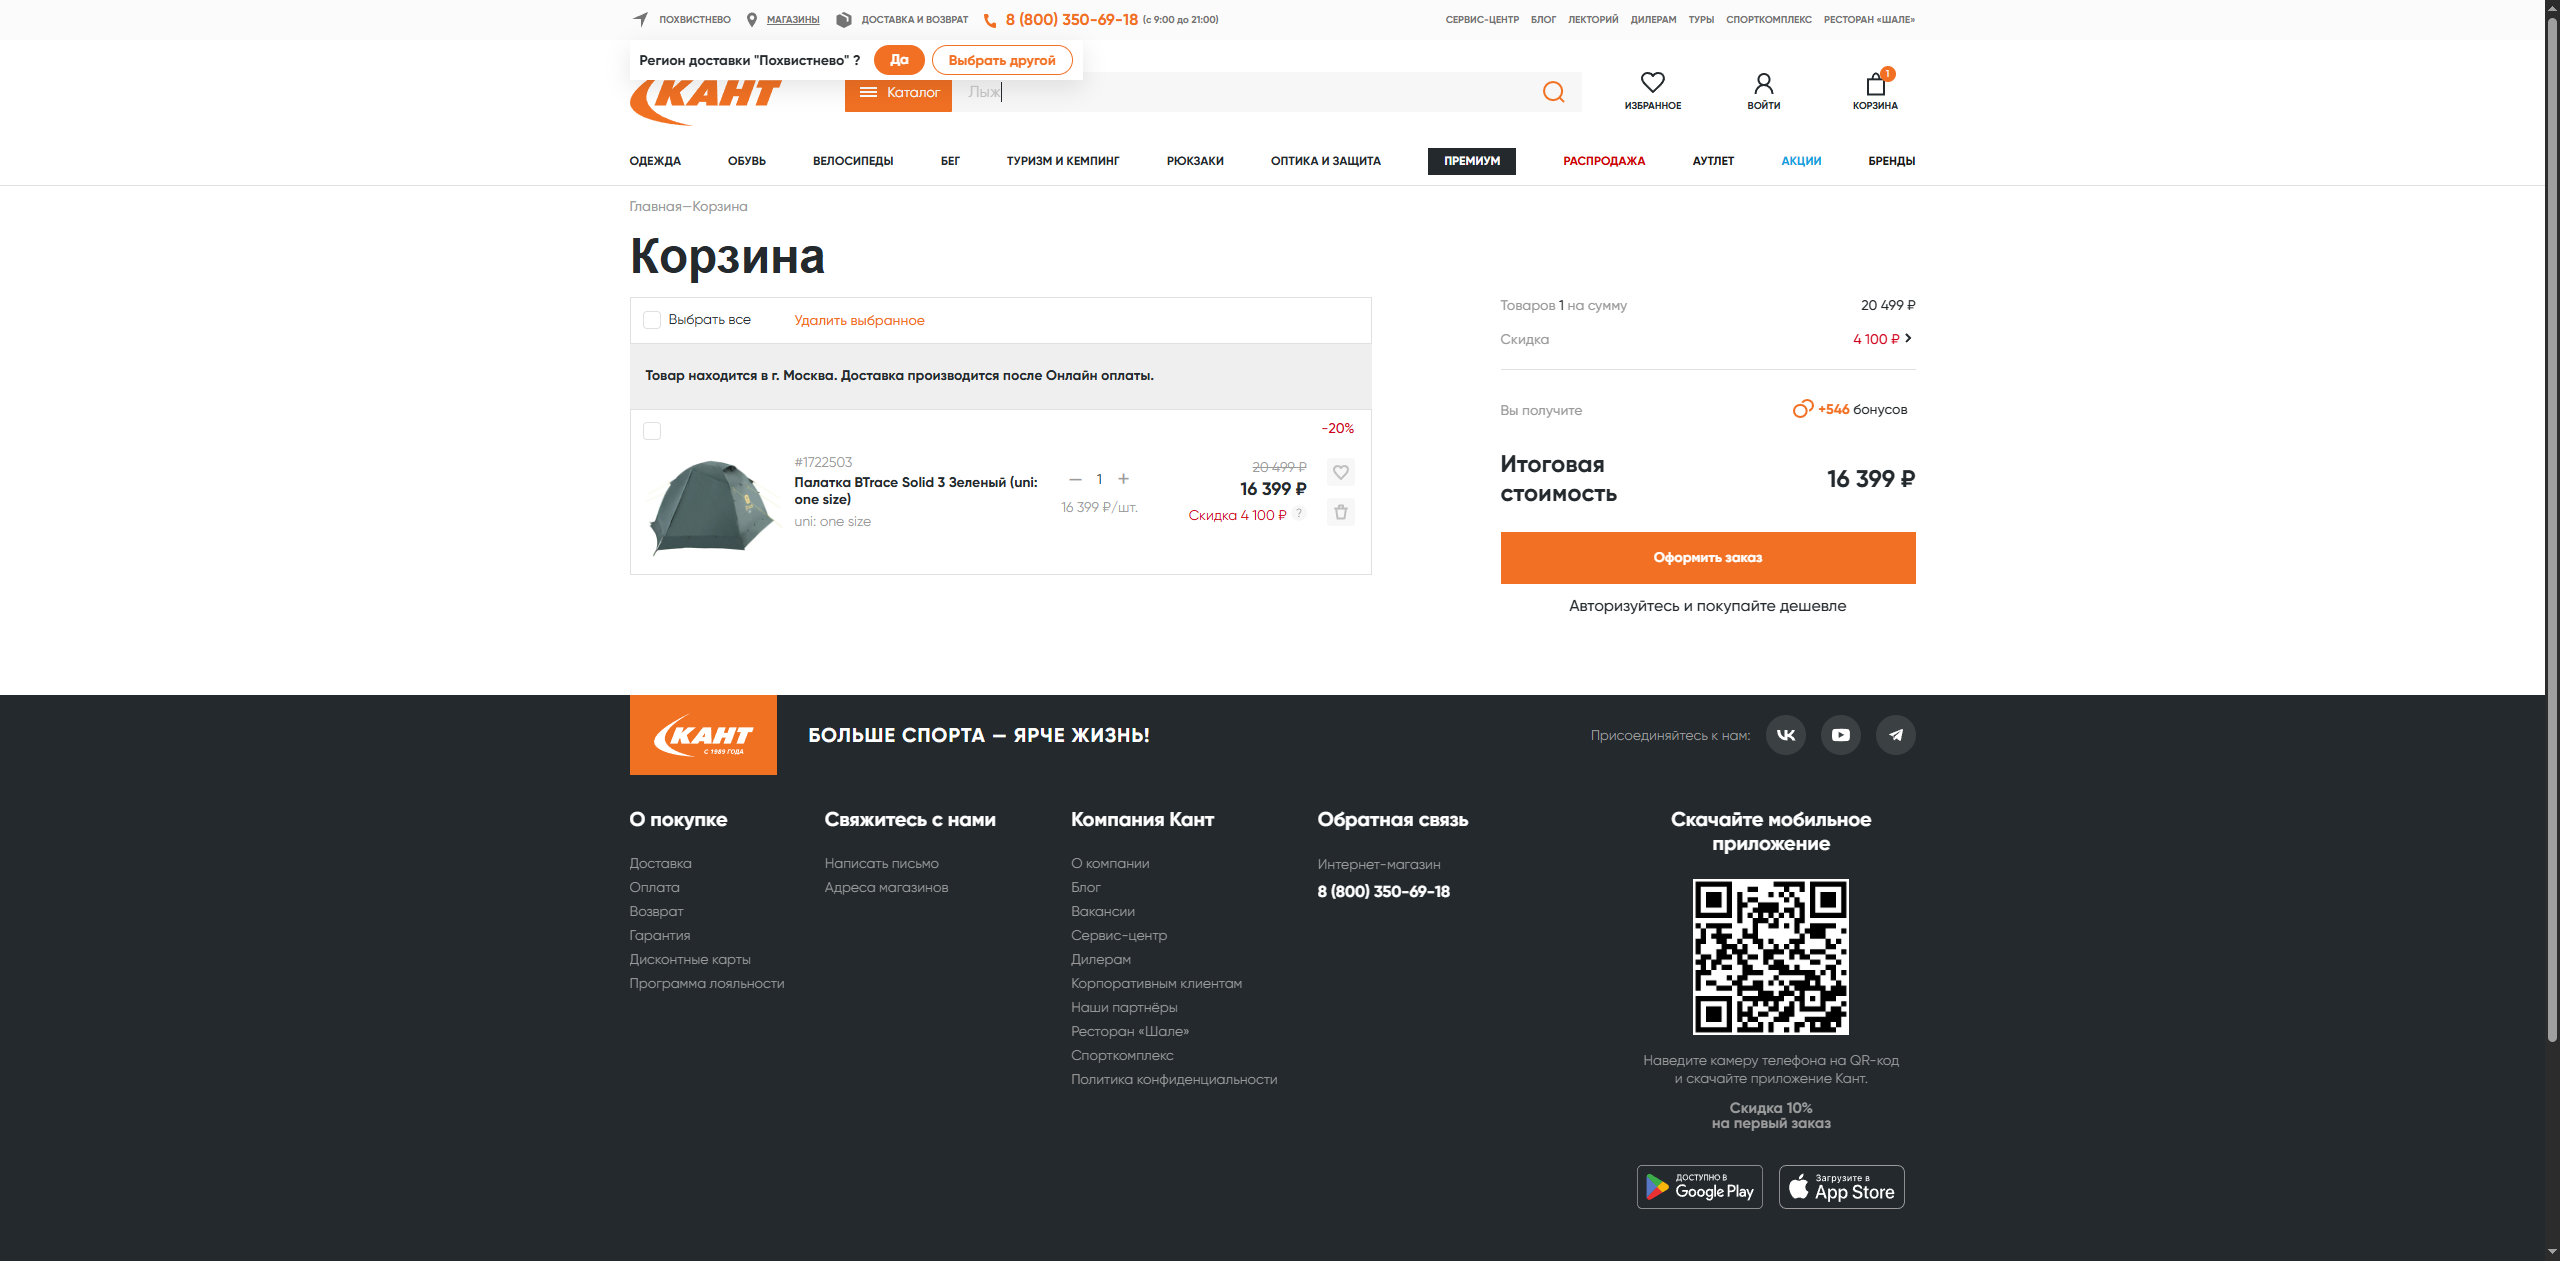 ПОХВИСТНЕВО МАГАЗИНЫ ДОСТАВКА И ВОЗВРАТ 8 (800) 350-69-18 (с 9:00 до 21:00) СЕРВИС-ЦЕНТР БЛОГ ЛЕКТОРИЙ ДИЛЕРАМ ТУРЫ СПОРТКОМПЛЕКС РЕСТОРАН «ШАЛЕ»
Регион доставки "Похвистнево" ? Да Выбрать другой
КАНТ Каталог Лыж 1
ИЗБРАННОЕ ВОЙТИ КОРЗИНА
ОДЕЖДА ОБУВЬ ВЕЛОСИПЕДЫ БЕГ ТУРИЗМ И КЕМПИНГ РЮКЗАКИ ОПТИКА И ЗАЩИТА ПРЕМИУМ РАСПРОДАЖА АУТЛЕТ АКЦИИ БРЕНДЫ
Главная—Корзина
Корзина
Выбрать все Удалить выбранное
Товар находится в г. Москва. Доставка производится после Онлайн оплаты.
-20%
#1722503
Палатка BTrace Solid 3 Зеленый (uni:
one size)
uni: one size
— 1 +
16 399 ₽/шт.
20 499 ₽
16 399 ₽
Скидка 4 100 ₽ ?
Товаров 1 на сумму 20 499 ₽
Скидка 4 100 ₽
Вы получите +546 бонусов
Итоговая
стоимость
16 399 ₽
Оформить заказ
Авторизуйтесь и покупайте дешевле
КАНТ
С 1989 ГОДА
БОЛЬШЕ СПОРТА — ЯРЧЕ ЖИЗНЬ!
Присоединяйтесь к нам:
О покупке
Доставка
Оплата
Возврат
Гарантия
Дисконтные карты
Программа лояльности
Свяжитесь с нами
Написать письмо
Адреса магазинов
Компания Кант
О компании
Блог
Вакансии
Сервис-центр
Дилерам
Корпоративным клиентам
Наши партнёры
Ресторан «Шале»
Спорткомплекс
Политика конфиденциальности
Обратная связь
Интернет-магазин
8 (800) 350-69-18
Скачайте мобильное
приложение
Наведите камеру телефона на QR-код
и скачайте приложение Кант.
Скидка 10%
на первый заказ
ДОСТУПНО В
Google Play
Загрузите в
App Store